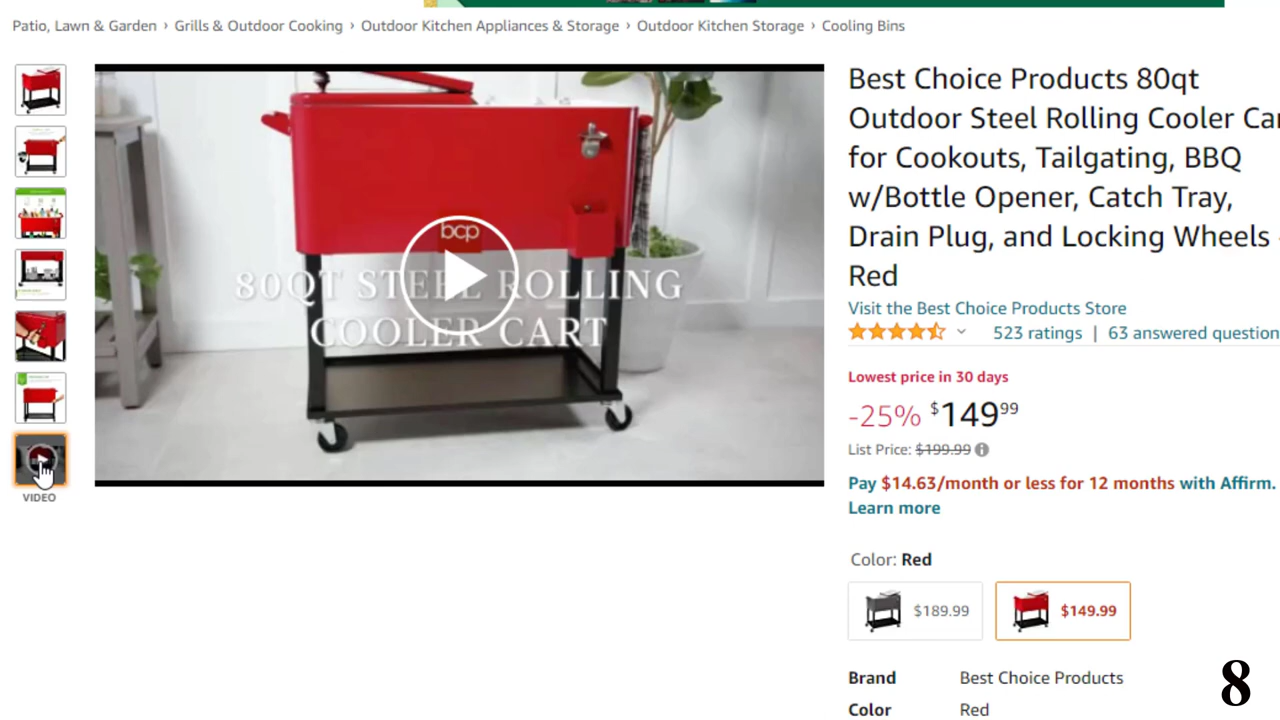 Patio, Lawn & Garden › Grills & Outdoor Cooking › Outdoor Kitchen Appliances & Storage › Outdoor Kitchen Storage › Cooling Bins
Best Choice Products 80qt
Outdoor Steel Rolling Cooler Car
for Cookouts, Tailgating, BBQ
w/Bottle Opener, Catch Tray,
Drain Plug, and Locking Wheels -
Red
Visit the Best Choice Products Store
523 ratings | 63 answered question
bcp
80QT STEEL ROLLING
COOLER CART
VIDEO
Lowest price in 30 days
-25% $149.99
List Price: $199.99
Pay $14.63/month or less for 12 months with Affirm.
Learn more
Color: Red
$189.99 $149.99
Brand Best Choice Products
Color Red
8